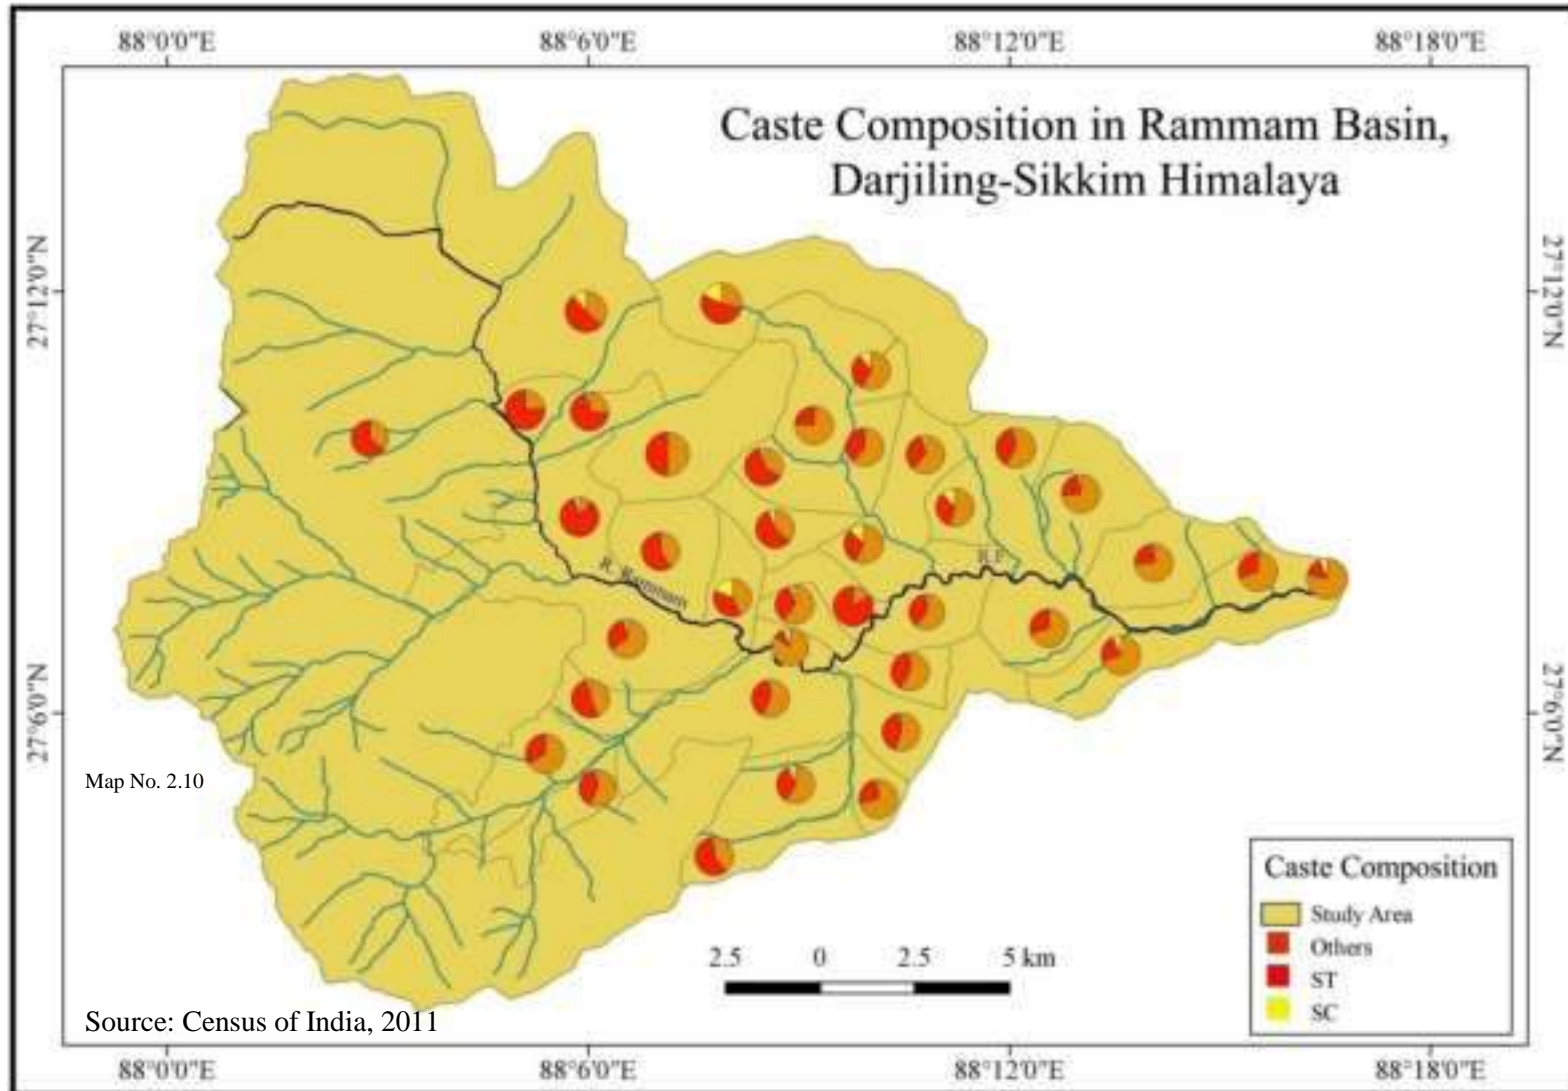 88°0'0"E 88°6'0"E 88°12'0"E 88°18'0"E
Caste Composition in Rammam Basin,
Darjiling-Sikkim Himalaya
27°12'0"N
27°12'0"N
R. Rammam
R.F.
27°6'0"N
27°6'0"N
Map No. 2.10
Caste Composition
Study Area
Others
ST
SC
2.5 0 2.5 5 km
Source: Census of India, 2011
88°0'0"E 88°6'0"E 88°12'0"E 88°18'0"E